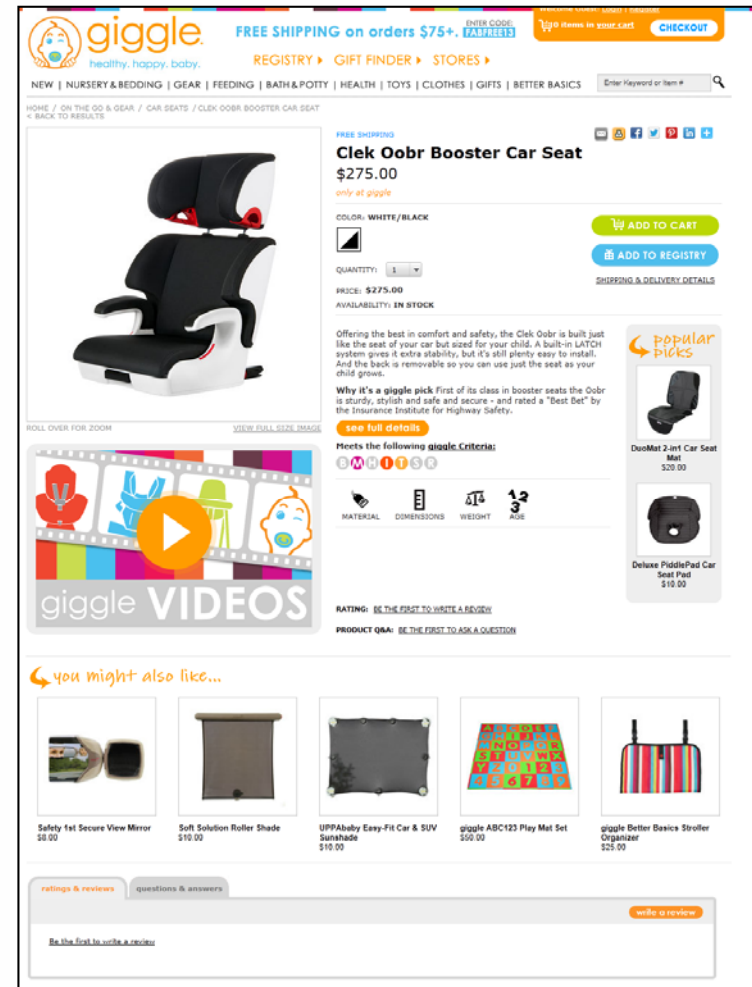 Welcome Guest! Login | Register
giggle.
healthy. happy. baby.
FREE SHIPPING on orders $75+.
ENTER CODE:
FABFREE13
0 items in your cart
CHECKOUT
REGISTRY GIFT FINDER STORES
NEW | NURSERY & BEDDING | GEAR | FEEDING | BATH & POTTY | HEALTH | TOYS | CLOTHES | GIFTS | BETTER BASICS
Enter Keyword or Item #
HOME / ON THE GO & GEAR / CAR SEATS / CLEK OOBR BOOSTER CAR SEAT
< BACK TO RESULTS
FREE SHIPPING
Clek Oobr Booster Car Seat
$275.00
only at giggle
COLOR: WHITE/BLACK
QUANTITY: 1
PRICE: $275.00
AVAILABILITY: IN STOCK
ADD TO CART
ADD TO REGISTRY
SHIPPING & DELIVERY DETAILS
Offering the best in comfort and safety, the Clek Oobr is built just
like the seat of your car but sized for your child. A built-in LATCH
system gives it extra stability, but it's still plenty easy to install.
And the back is removable so you can use just the seat as your
child grows.
Why it's a giggle pick First of its class in booster seats the Oobr
is sturdy, stylish and safe and secure - and rated a "Best Bet" by
the Insurance Institute for Highway Safety.
see full details
Meets the following giggle Criteria:
B M H I T S R
MATERIAL DIMENSIONS WEIGHT AGE
1 2 3
RATING: BE THE FIRST TO WRITE A REVIEW
PRODUCT Q&A: BE THE FIRST TO ASK A QUESTION
popular
picks
DuoMat 2-in1 Car Seat
Mat
$20.00
Deluxe PiddlePad Car
Seat Pad
$10.00
ROLL OVER FOR ZOOM
VIEW FULL SIZE IMAGE
giggle VIDEOS
you might also like...
Safety 1st Secure View Mirror
$8.00
Soft Solution Roller Shade
$10.00
UPPAbaby Easy-Fit Car & SUV
Sunshade
$10.00
giggle ABC123 Play Mat Set
$50.00
giggle Better Basics Stroller
Organizer
$25.00
ratings & reviews
questions & answers
write a review
Be the first to write a review